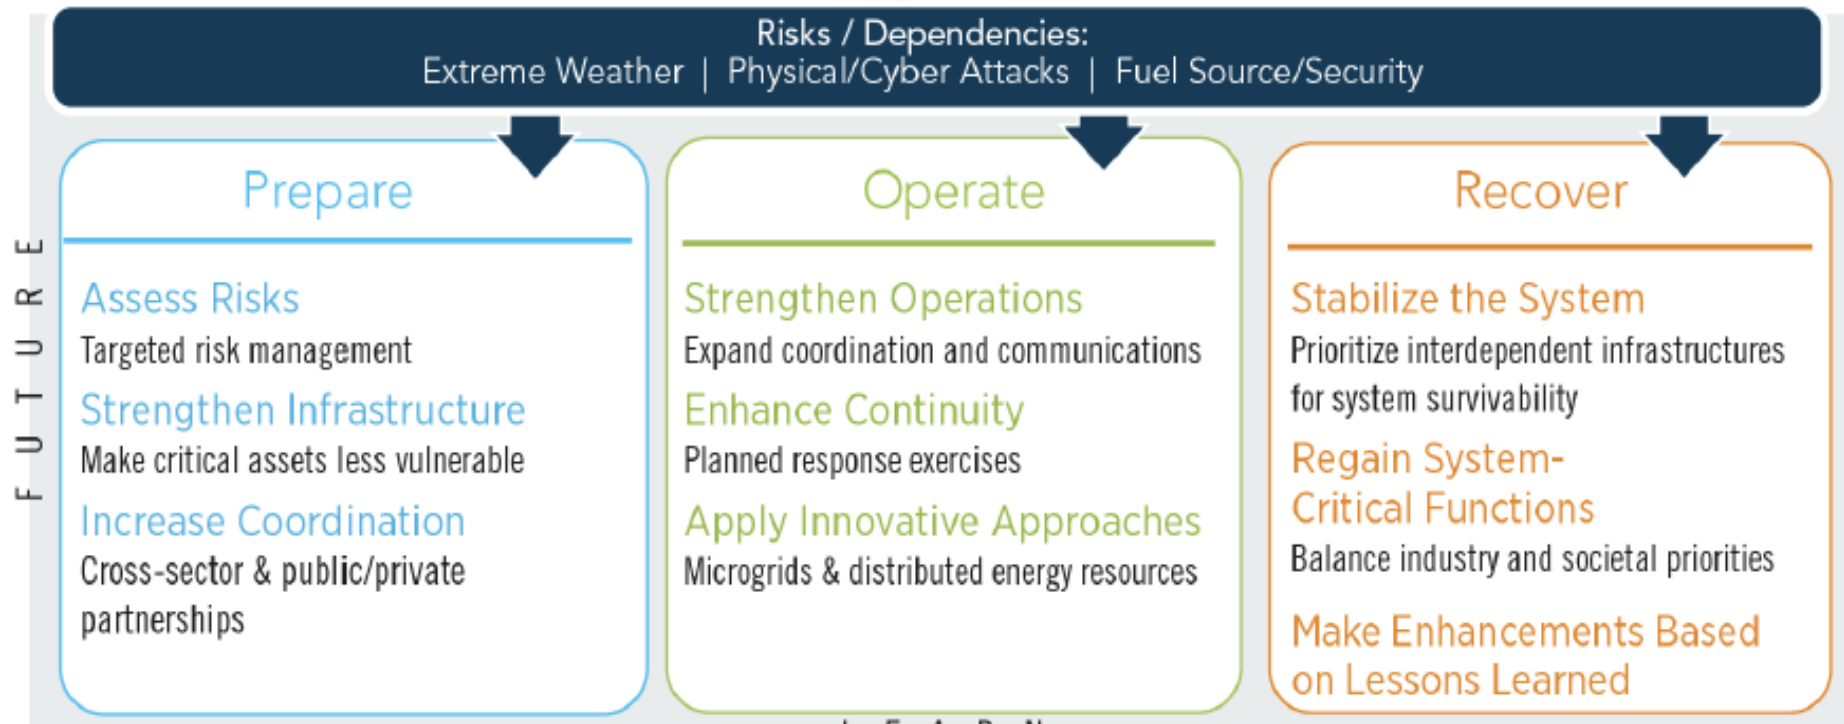 Risks / Dependencies:
Extreme Weather | Physical/Cyber Attacks | Fuel Source/Security
FUTURE
Prepare
Assess Risks
Targeted risk management
Strengthen Infrastructure
Make critical assets less vulnerable
Increase Coordination
Cross-sector & public/private
partnerships
Operate
Strengthen Operations
Expand coordination and communications
Enhance Continuity
Planned response exercises
Apply Innovative Approaches
Microgrids & distributed energy resources
Recover
Stabilize the System
Prioritize interdependent infrastructures
for system survivability
Regain System-
Critical Functions
Balance industry and societal priorities
Make Enhancements Based
on Lessons Learned